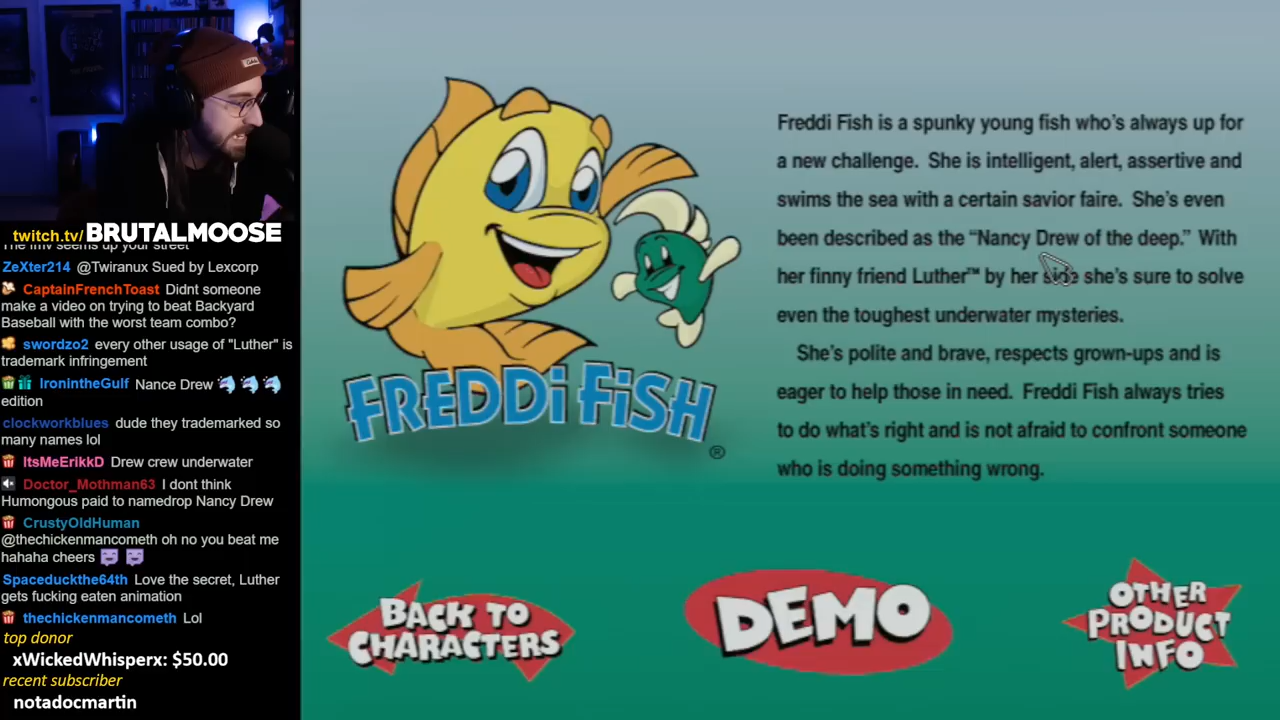 twitch.tv/BRUTALMOOSE
The fmv seems up your street
ZeXter214 @Twiranux Sued by Lexcorp
CaptainFrenchToast Didnt someone
make a video on trying to beat Backyard
Baseball with the worst team combo?
swordzo2 every other usage of "Luther" is
trademark infringement
IronintheGulf Nance Drew
edition
clockworkblues dude they trademarked so
many names lol
ItsMeErikkD Drew crew underwater
Doctor_Mothman63 I dont think
Humongous paid to namedrop Nancy Drew
CrustyOldHuman
@thechickenmancometh oh no you beat me
hahaha cheers
Spaceduckthe64th Love the secret, Luther
gets fucking eaten animation
thechickenmancometh Lol
top donor
xWickedWhisperx: $50.00
recent subscriber
notadocmartin
FREDDi FiSH®
Freddi Fish is a spunky young fish who's always up for
a new challenge. She is intelligent, alert, assertive and
swims the sea with a certain savior faire. She's even
been described as the “Nancy Drew of the deep.” With
her finny friend Luther™ by her side she's sure to solve
even the toughest underwater mysteries.
She's polite and brave, respects grown-ups and is
eager to help those in need. Freddi Fish always tries
to do what's right and is not afraid to confront someone
who is doing something wrong.
BACK TO
CHARACTERS
DEMO
OTHER
PRODUCT
INFO